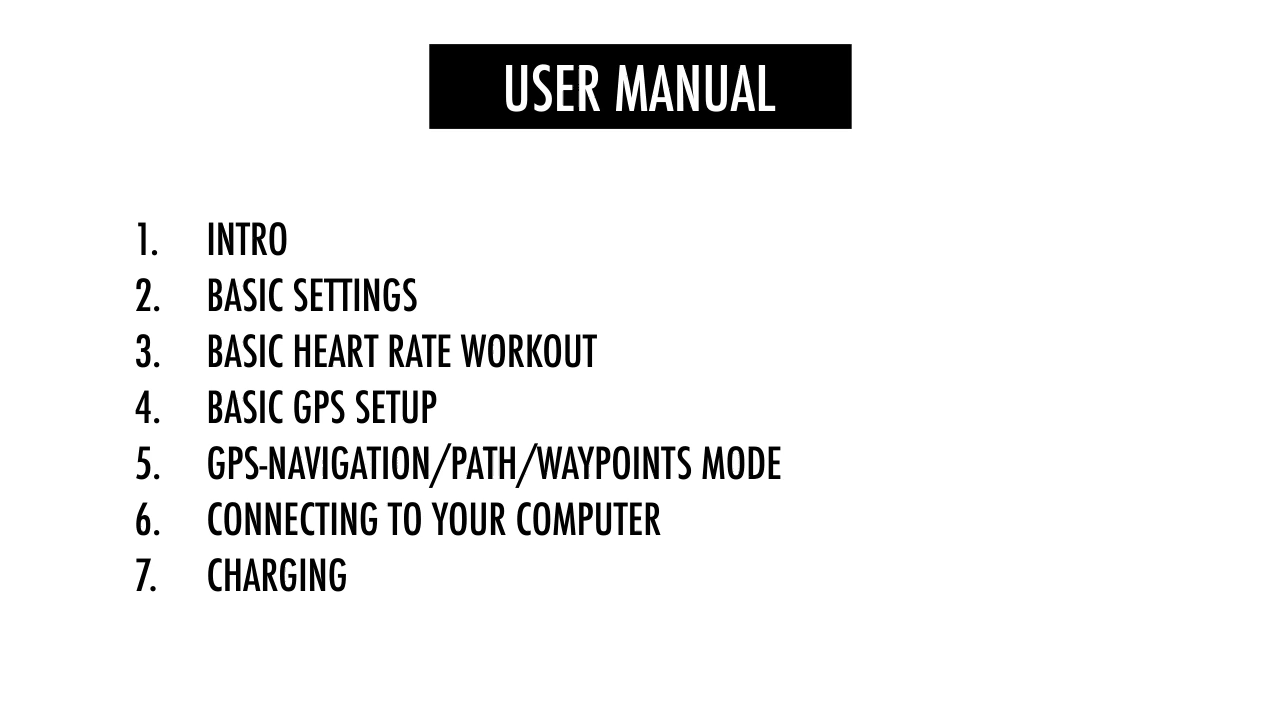 USER MANUAL
1. INTRO
2. BASIC SETTINGS
3. BASIC HEART RATE WORKOUT
4. BASIC GPS SETUP
5. GPS-NAVIGATION/PATH/WAYPOINTS MODE
6. CONNECTING TO YOUR COMPUTER
7. CHARGING